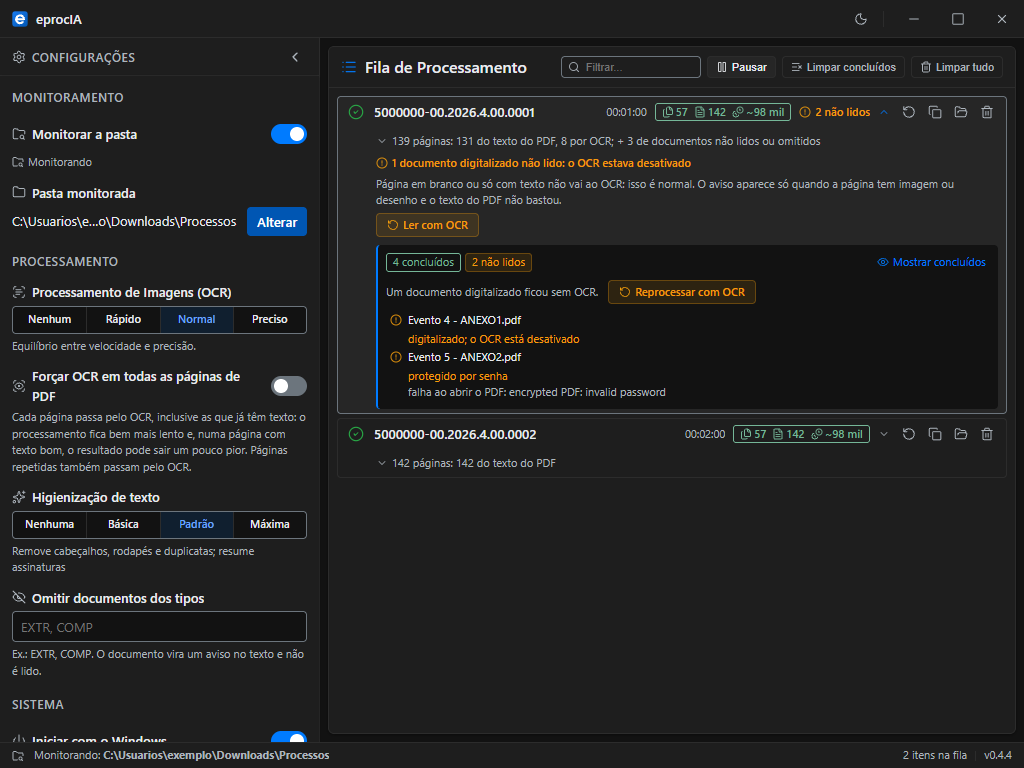 eprocIA
CONFIGURAÇÕES
MONITORAMENTO
Monitorar a pasta
Monitorando
Pasta monitorada
C:\Usuarios\e...o\Downloads\Processos
Alterar
PROCESSAMENTO
Processamento de Imagens (OCR)
Nenhum Rápido Normal Preciso
Equilíbrio entre velocidade e precisão.
Forçar OCR em todas as páginas de
PDF
Cada página passa pelo OCR, inclusive as que já têm texto: o
processamento fica bem mais lento e, numa página com
texto bom, o resultado pode sair um pouco pior. Páginas
repetidas também passam pelo OCR.
Higienização de texto
Nenhuma Básica Padrão Máxima
Remove cabeçalhos, rodapés e duplicatas; resume
assinaturas
Omitir documentos dos tipos
EXTR, COMP
Ex.: EXTR, COMP. O documento vira um aviso no texto e não
é lido.
SISTEMA
Iniciar com o Windows
Fila de Processamento
Filtrar...
Pausar
Limpar concluídos
Limpar tudo
5000000-00.2026.4.00.0001 00:01:00 57 142 ~98 mil 2 não lidos
139 páginas: 131 do texto do PDF, 8 por OCR; + 3 de documentos não lidos ou omitidos
1 documento digitalizado não lido: o OCR estava desativado
Página em branco ou só com texto não vai ao OCR: isso é normal. O aviso aparece só quando a página tem imagem ou
desenho e o texto do PDF não bastou.
Ler com OCR
4 concluídos 2 não lidos Mostrar concluídos
Um documento digitalizado ficou sem OCR. Reprocessar com OCR
Evento 4 - ANEXO1.pdf
digitalizado; o OCR está desativado
Evento 5 - ANEXO2.pdf
protegido por senha
falha ao abrir o PDF: encrypted PDF: invalid password
5000000-00.2026.4.00.0002 00:02:00 57 142 ~98 mil
142 páginas: 142 do texto do PDF
Monitorando: C:\Usuarios\exemplo\Downloads\Processos
2 itens na fila v0.4.4